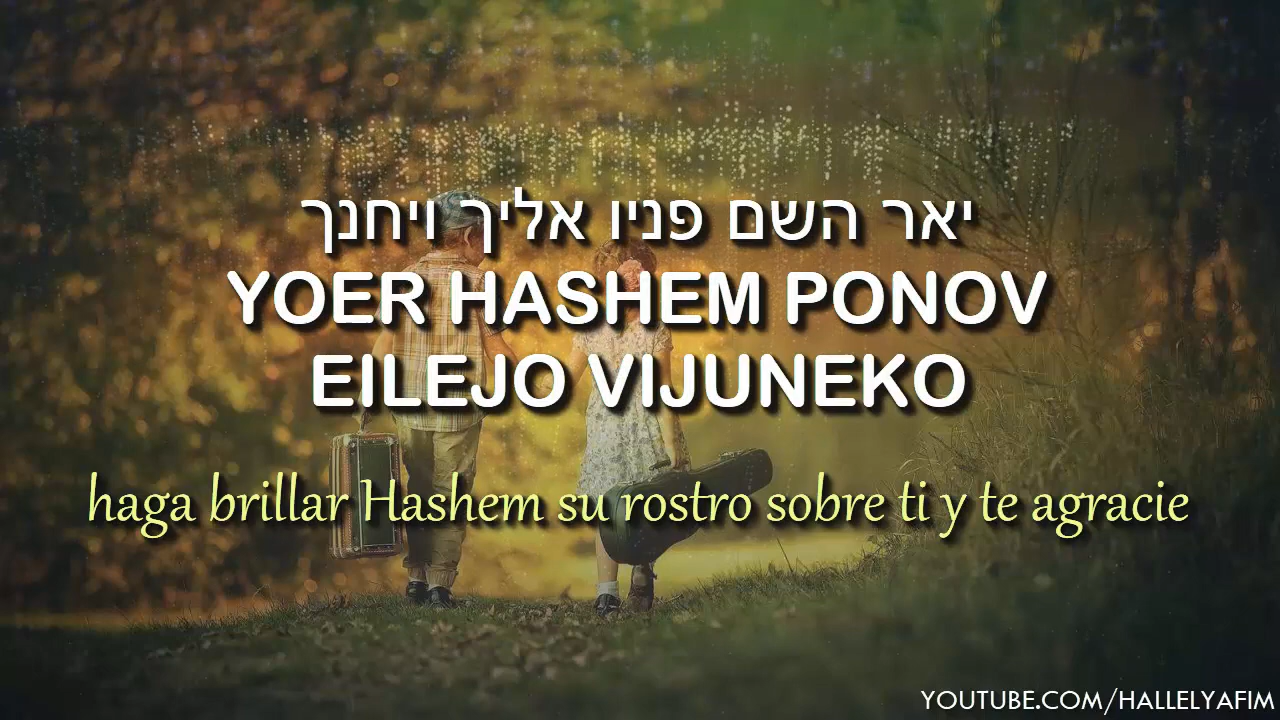 יאר השם פניו אליך ויחנך
YOER HASHEM PONOV
EILEJO VIJUNEKO
haga brillar Hashem su rostro sobre ti y te agracie
YOUTUBE.COM/HALLELYAFIM